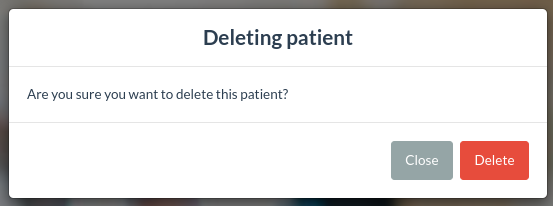 Deleting patient
Are you sure you want to delete this patient?
Close Delete